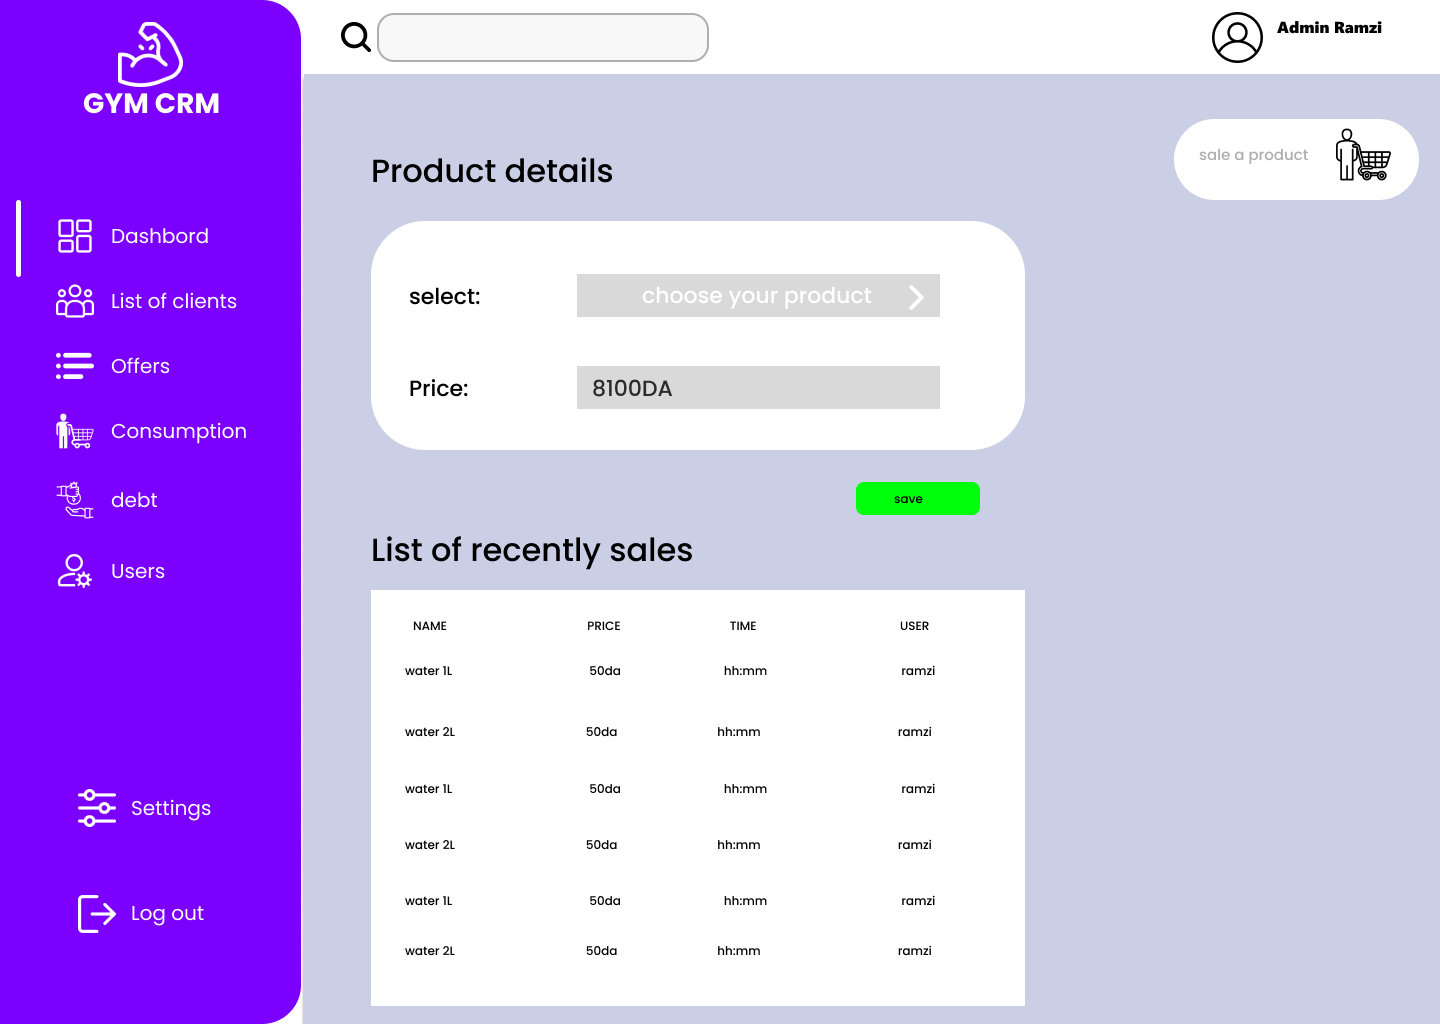 GYM CRM
Dashbord
List of clients
Offers
Consumption
debt
Users
Settings
Log out
Admin Ramzi
sale a product
Product details
select: choose your product
Price: 8100DA
save
List of recently sales
NAME PRICE TIME USER
water 1L 50da hh:mm ramzi
water 2L 50da hh:mm ramzi
water 1L 50da hh:mm ramzi
water 2L 50da hh:mm ramzi
water 1L 50da hh:mm ramzi
water 2L 50da hh:mm ramzi